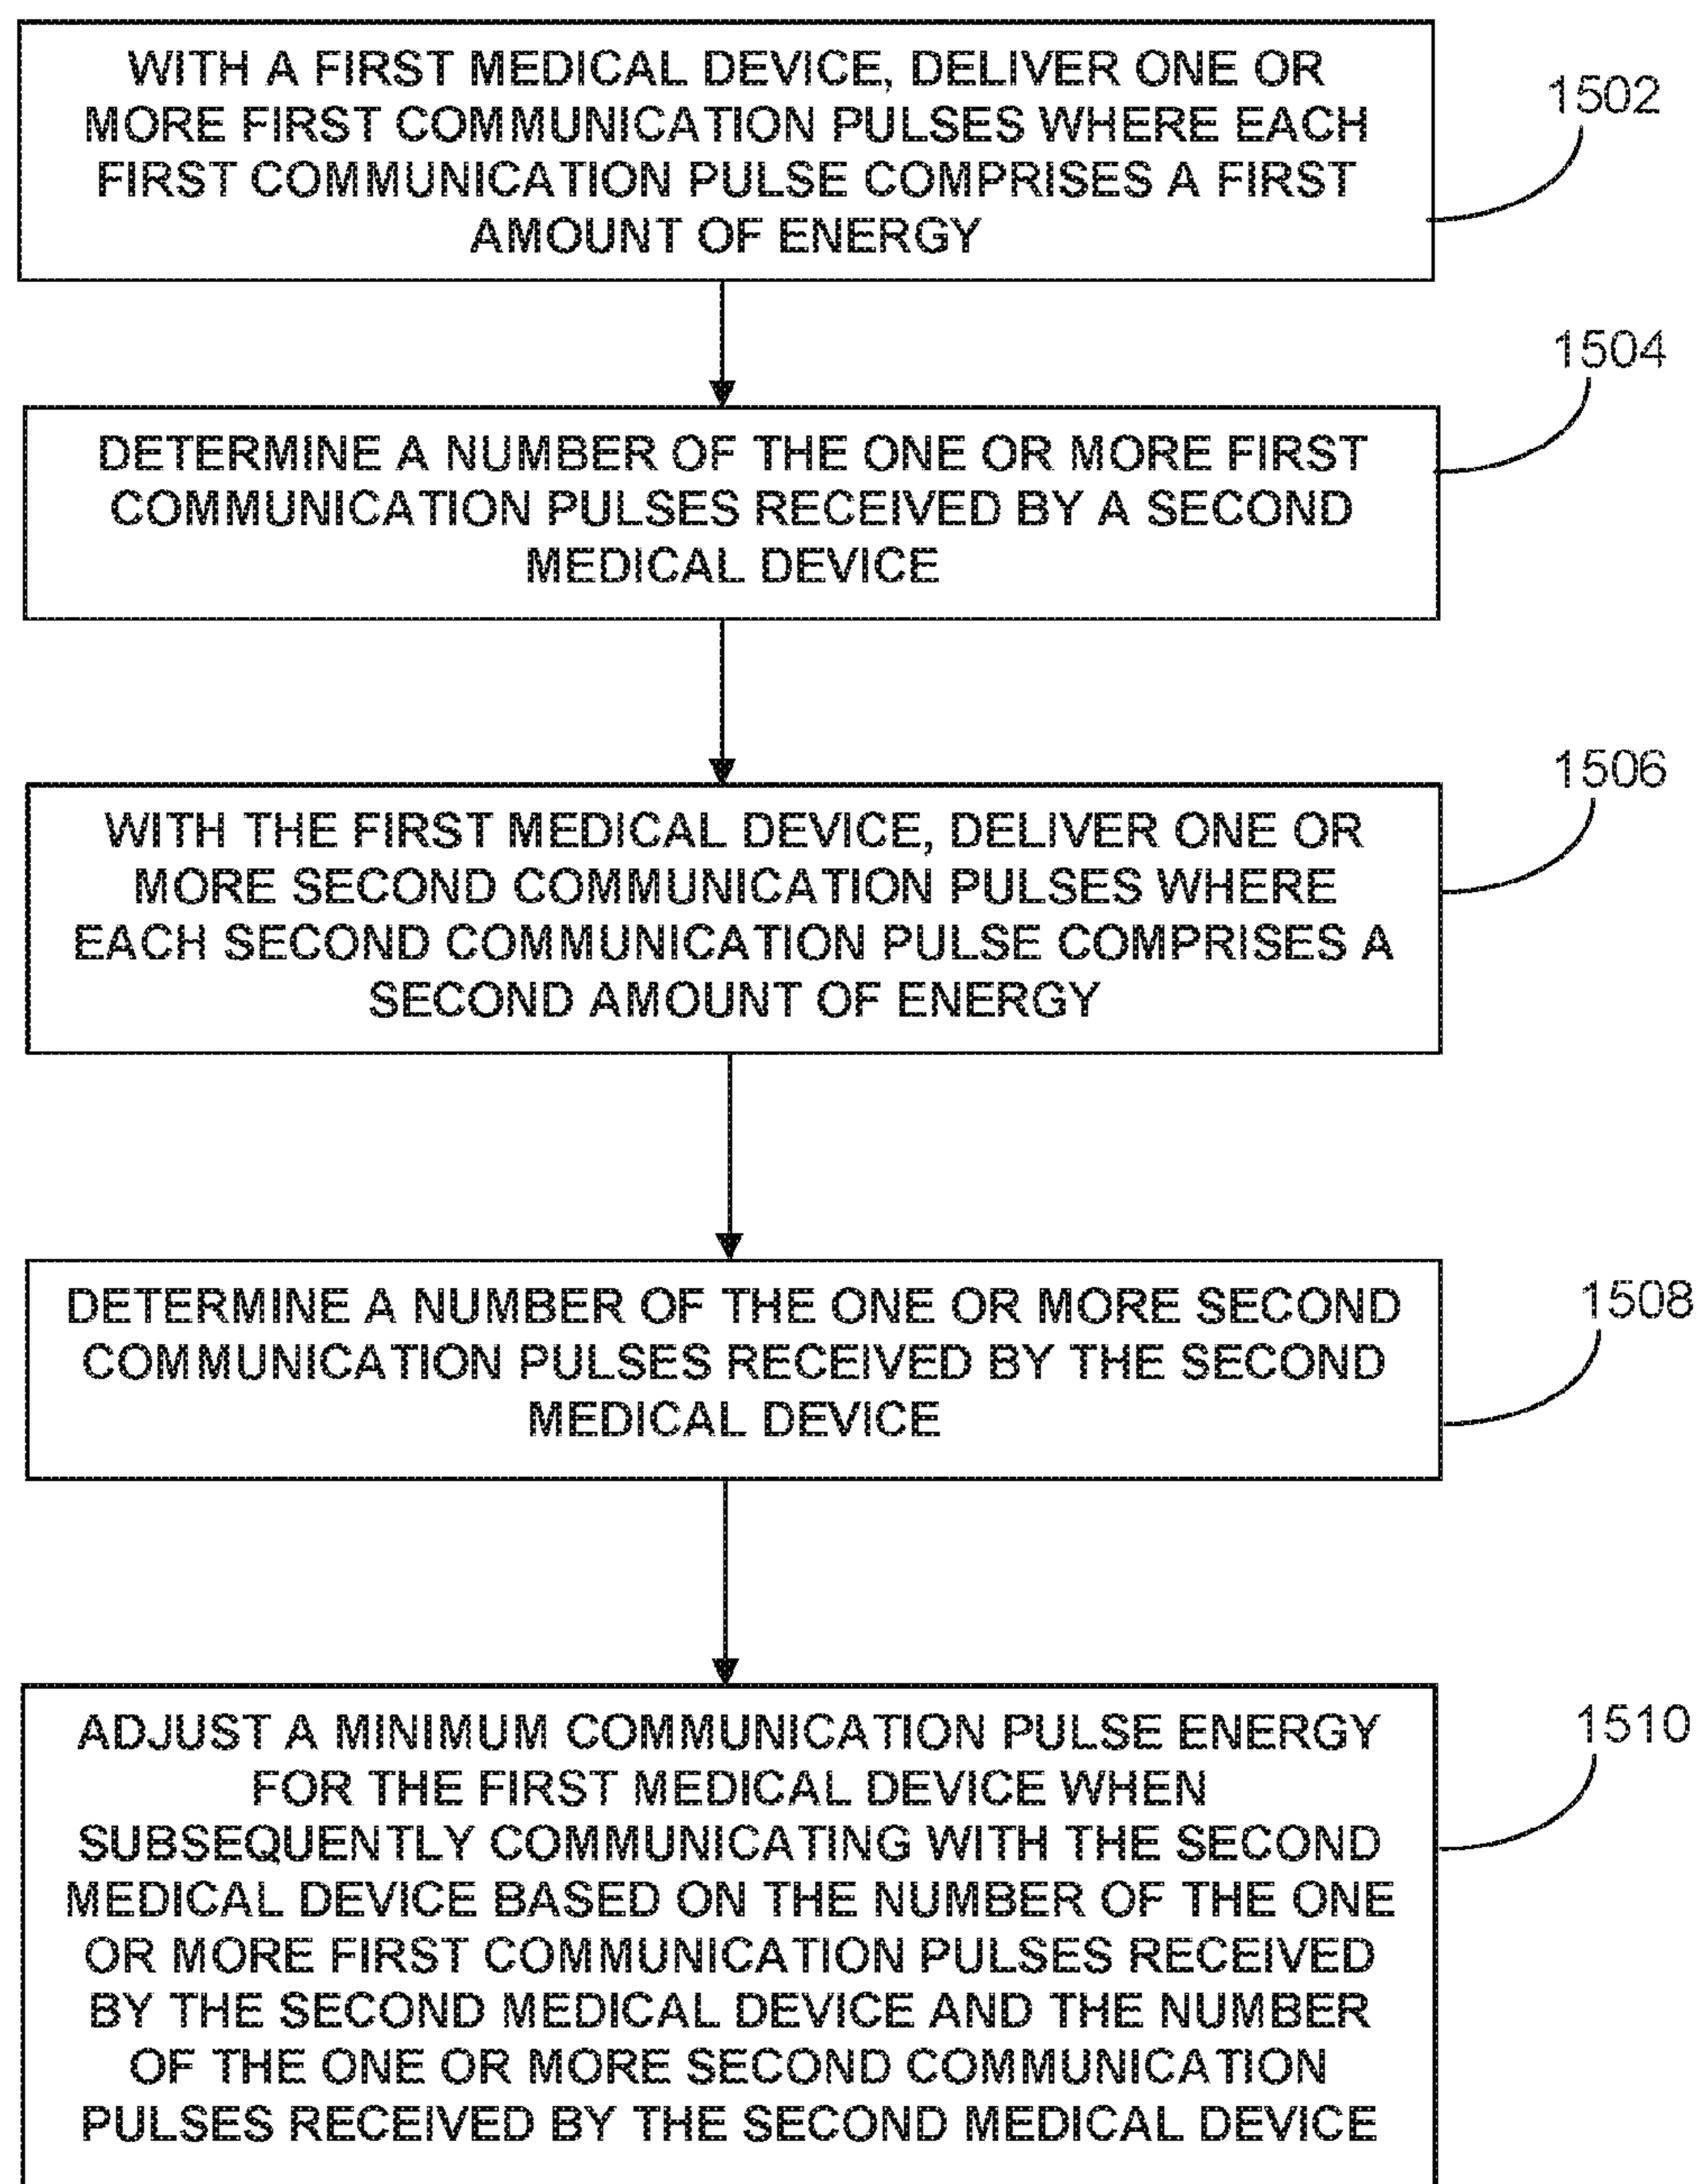 WITH A FIRST MEDICAL DEVICE, DELIVER ONE OR
MORE FIRST COMMUNICATION PULSES WHERE EACH
FIRST COMMUNICATION PULSE COMPRISES A FIRST
AMOUNT OF ENERGY
1502
1504
DETERMINE A NUMBER OF THE ONE OR MORE FIRST
COMMUNICATION PULSES RECEIVED BY A SECOND
MEDICAL DEVICE
1506
WITH THE FIRST MEDICAL DEVICE, DELIVER ONE OR
MORE SECOND COMMUNICATION PULSES WHERE
EACH SECOND COMMUNICATION PULSE COMPRISES A
SECOND AMOUNT OF ENERGY
DETERMINE A NUMBER OF THE ONE OR MORE SECOND
COMMUNICATION PULSES RECEIVED BY THE SECOND
MEDICAL DEVICE
1508
ADJUST A MINIMUM COMMUNICATION PULSE ENERGY
FOR THE FIRST MEDICAL DEVICE WHEN
SUBSEQUENTLY COMMUNICATING WITH THE SECOND
MEDICAL DEVICE BASED ON THE NUMBER OF THE ONE
OR MORE FIRST COMMUNICATION PULSES RECEIVED
BY THE SECOND MEDICAL DEVICE AND THE NUMBER
OF THE ONE OR MORE SECOND COMMUNICATION
PULSES RECEIVED BY THE SECOND MEDICAL DEVICE
1510